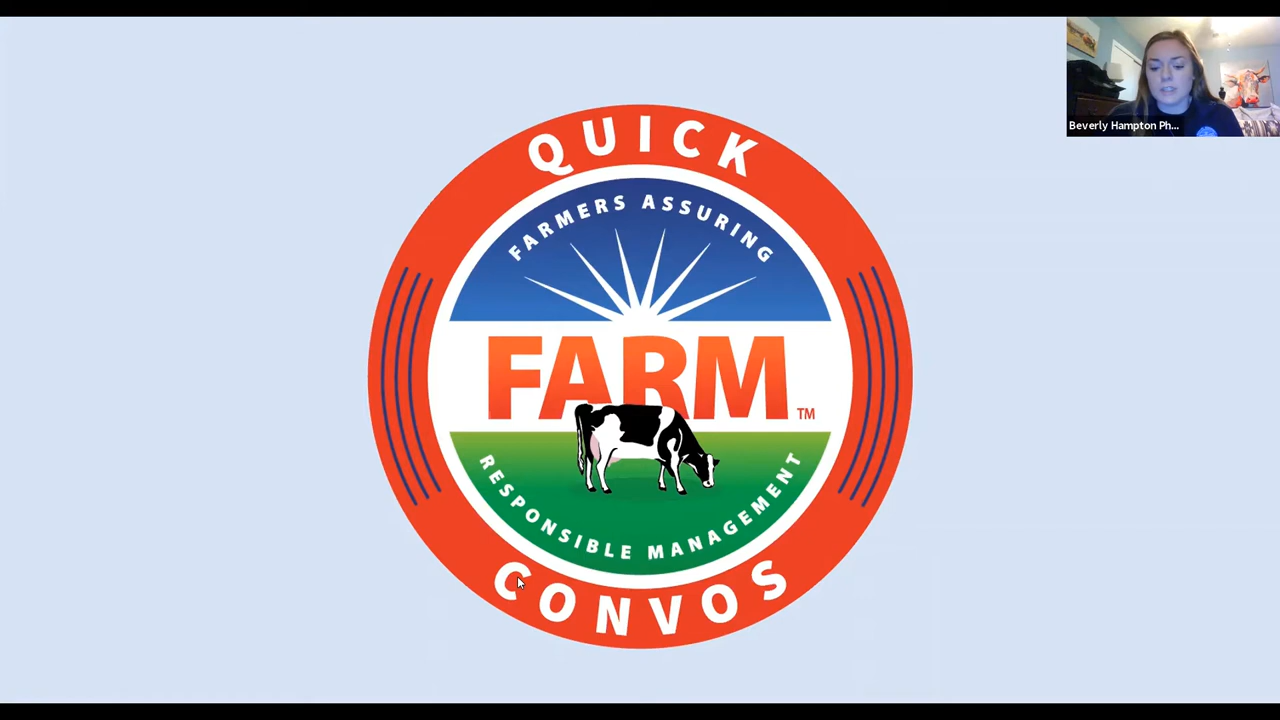 QUICK
FARMERS ASSURING
FARM TM
RESPONSIBLE MANAGEMENT
CONVOS
Beverly Hampton Ph...